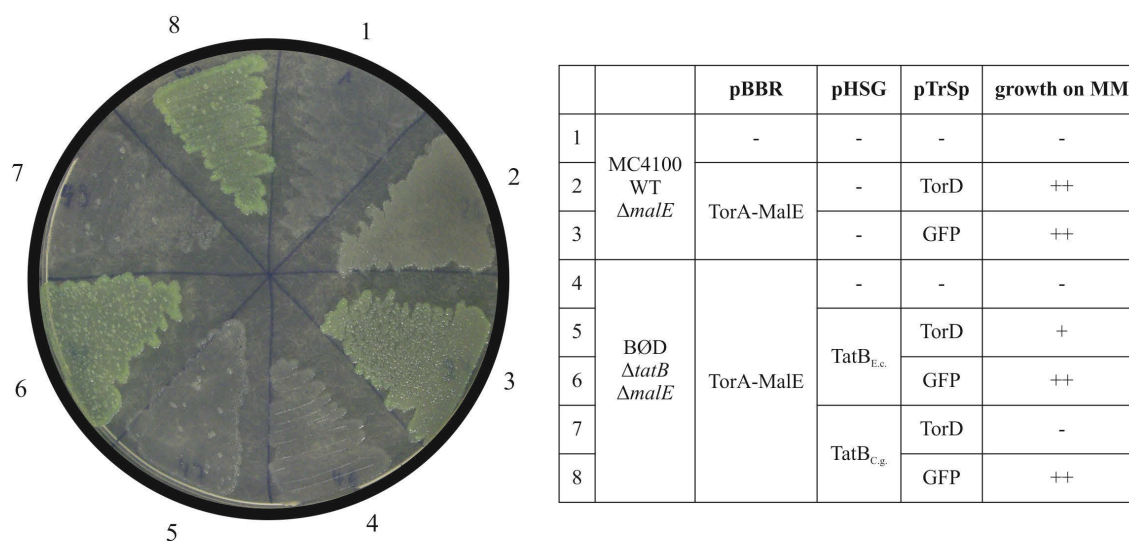 8
1
7
2
6
3
5
4
pBBR pHSG pTrSp growth on MM
1 MC4100 WT ΔmalE - - - -
2 TorA-MalE - TorD ++
3 - GFP ++
4 BØD ΔtatB ΔmalE TorA-MalE - - -
5 TatB E.c. TorD +
6 GFP ++
7 TatB C.g. TorD -
8 GFP ++